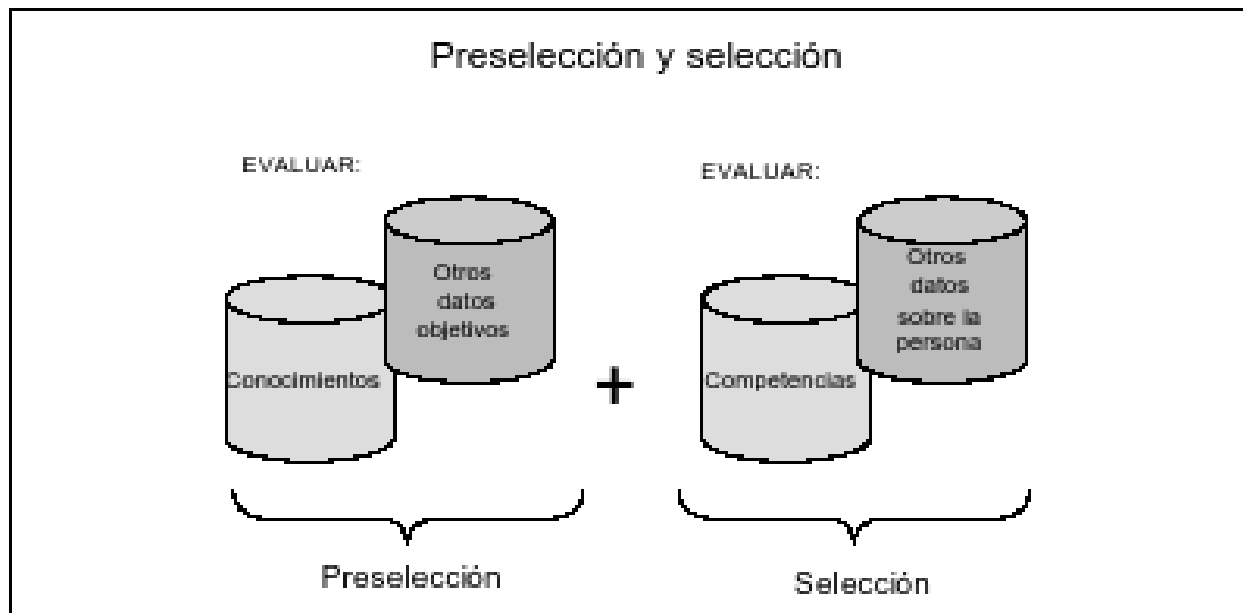 Preselección y selección
EVALUAR:
Otros
datos
objetivos
Conocimientos
Preselección
+
EVALUAR:
Otros
datos
sobre la
persona
Competencias
Selección